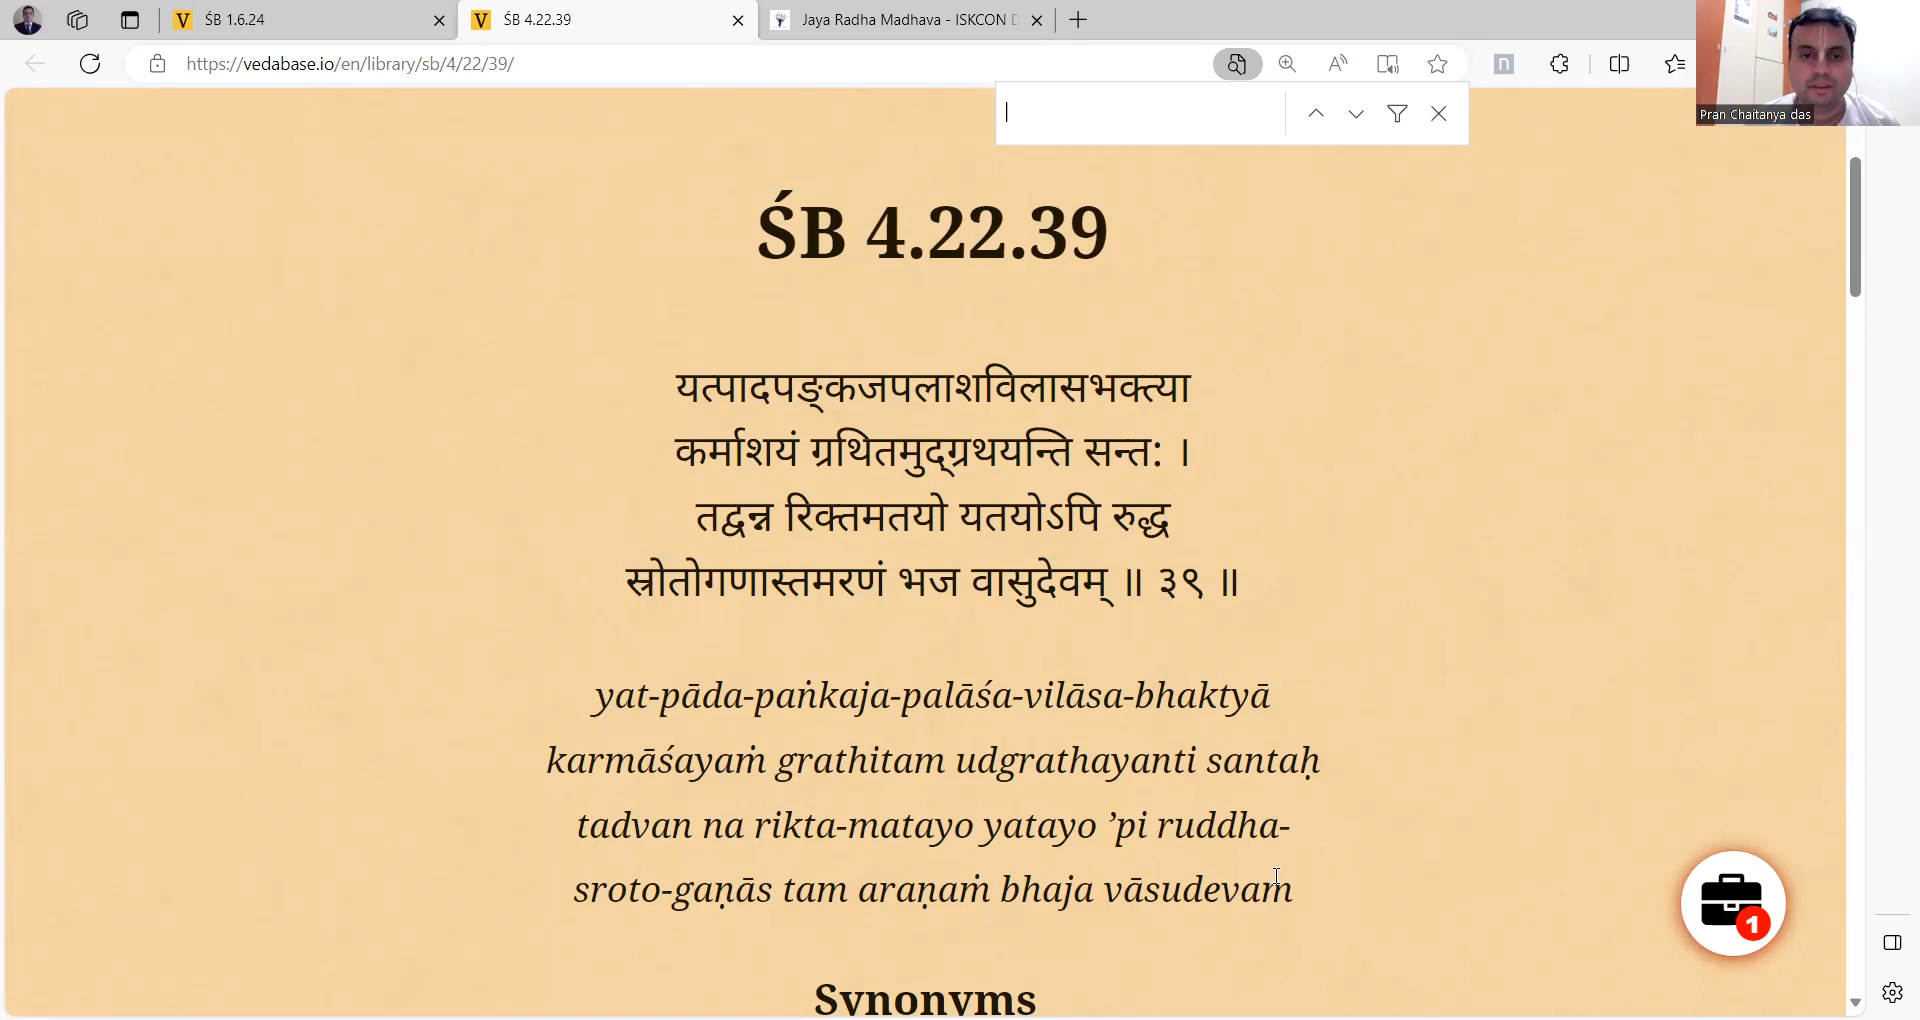 ŚB 1.6.24
ŚB 4.22.39
Jaya Radha Madhava - ISKCON D
https://vedabase.io/en/library/sb/4/22/39/
Pran Chaitanya das
ŚB 4.22.39
यत्पादपङ्कजपलाशविलासभक्त्या
कर्माशयं ग्रथितमुद्ग्रथयन्ति सन्त: ।
तद्वन्न रिक्तमतयो यतयोऽपि रुद्ध
स्रोतोगणास्तमरणं भज वासुदेवम् ॥ ३९ ॥
yat-pāda-paṅkaja-palāśa-vilāsa-bhaktyā
karmāśayaṁ grathitam udgrathayanti santaḥ
tadvan na rikta-matayo yatayo ’pi ruddha-
sroto-gaṇās tam araṇaṁ bhaja vāsudevam
1
Synonyms